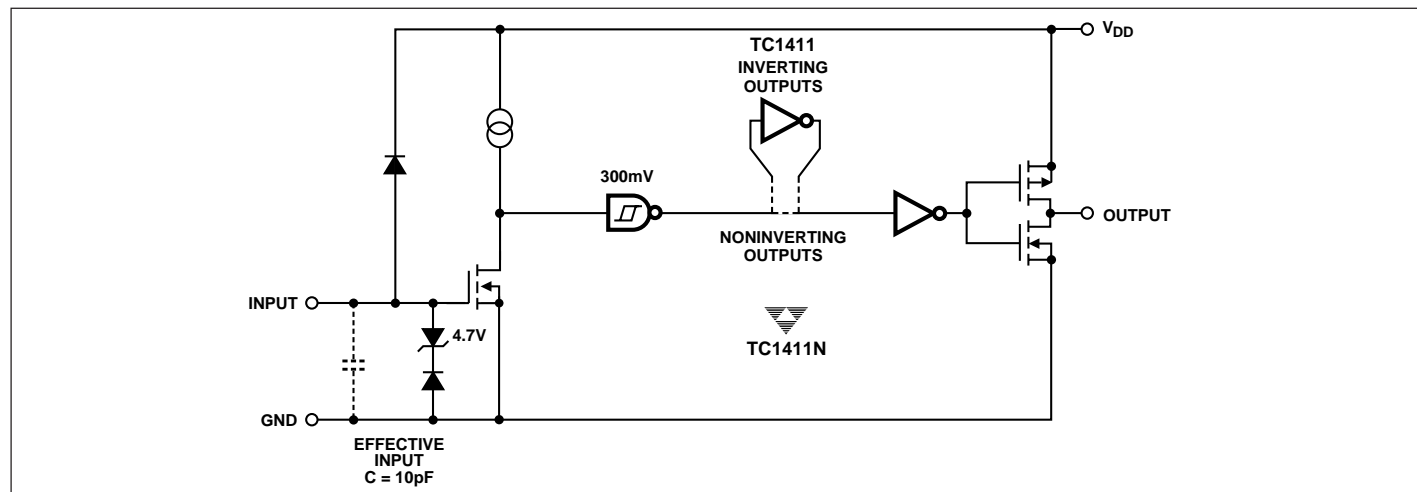 V_DD
TC1411
INVERTING
OUTPUTS
300mV
OUTPUT
NONINVERTING
OUTPUTS
INPUT
4.7V
TC1411N
GND
EFFECTIVE
INPUT
C = 10pF